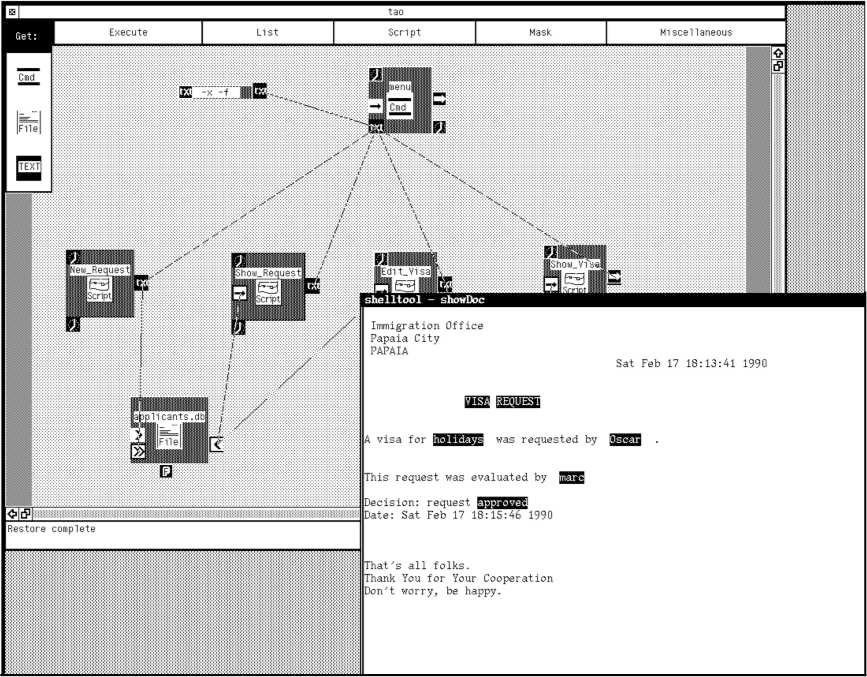 tao
Get: Execute List Script Mask Miscellaneous
Cmd
File
TEXT
txt -x -f txt
menu
Cmd
txt
New_Request
Script
txt
Show_Request
Script
txt
Edit_Visa
txt
Show_Visa
Script
applicants.db
File
F
Restore complete
shelltool - showDoc
Immigration Office
Papaia City
PAPAIA
Sat Feb 17 18:13:41 1990
VISA REQUEST
A visa for holidays was requested by Oscar .
This request was evaluated by marc
Decision: request approved
Date: Sat Feb 17 18:15:46 1990
That's all folks.
Thank You for Your Cooperation
Don't worry, be happy.